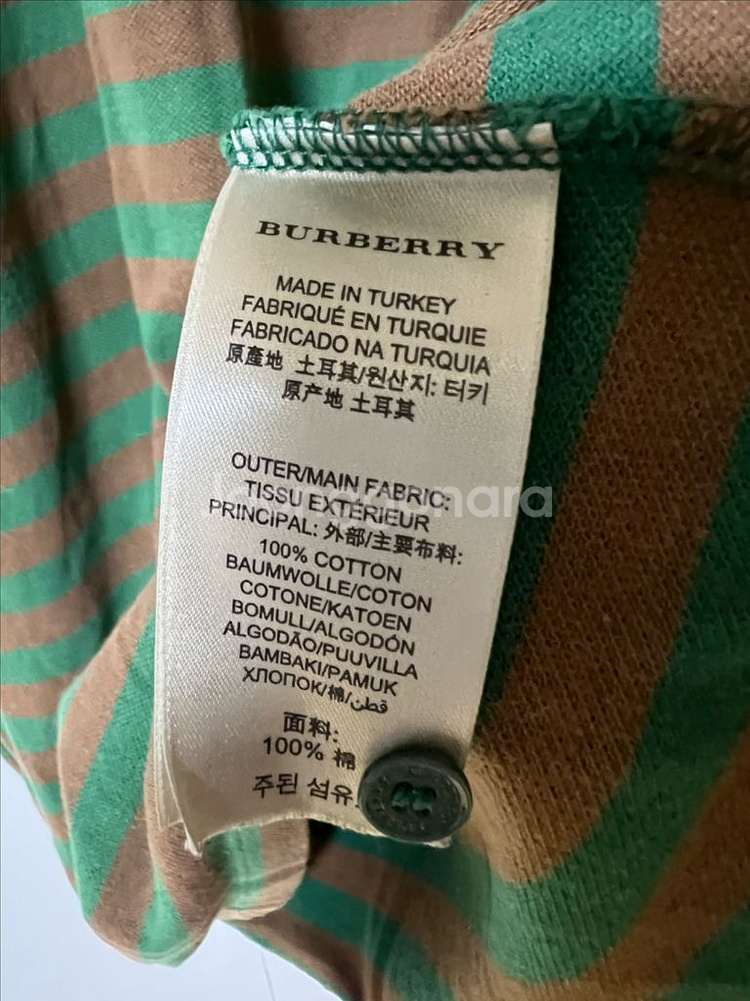 BURBERRY
MADE IN TURKEY
FABRIQUÉ EN TURQUIE
FABRICADO NA TURQUIA
原產地 土耳其/원산지: 터키
原产地 土耳其
OUTER/MAIN FABRIC:
TISSU EXTÉRIEUR
PRINCIPAL: 外部/主要布料:
100% COTTON
BAUMWOLLE/COTON
COTONE/KATOEN
BOMULL/ALGODÓN
ALGODÃO/PUUVILLA
BAMBAKI/PAMUK
ХЛОПОК/棉/قطن
面料:
100% 棉
주된 섬유